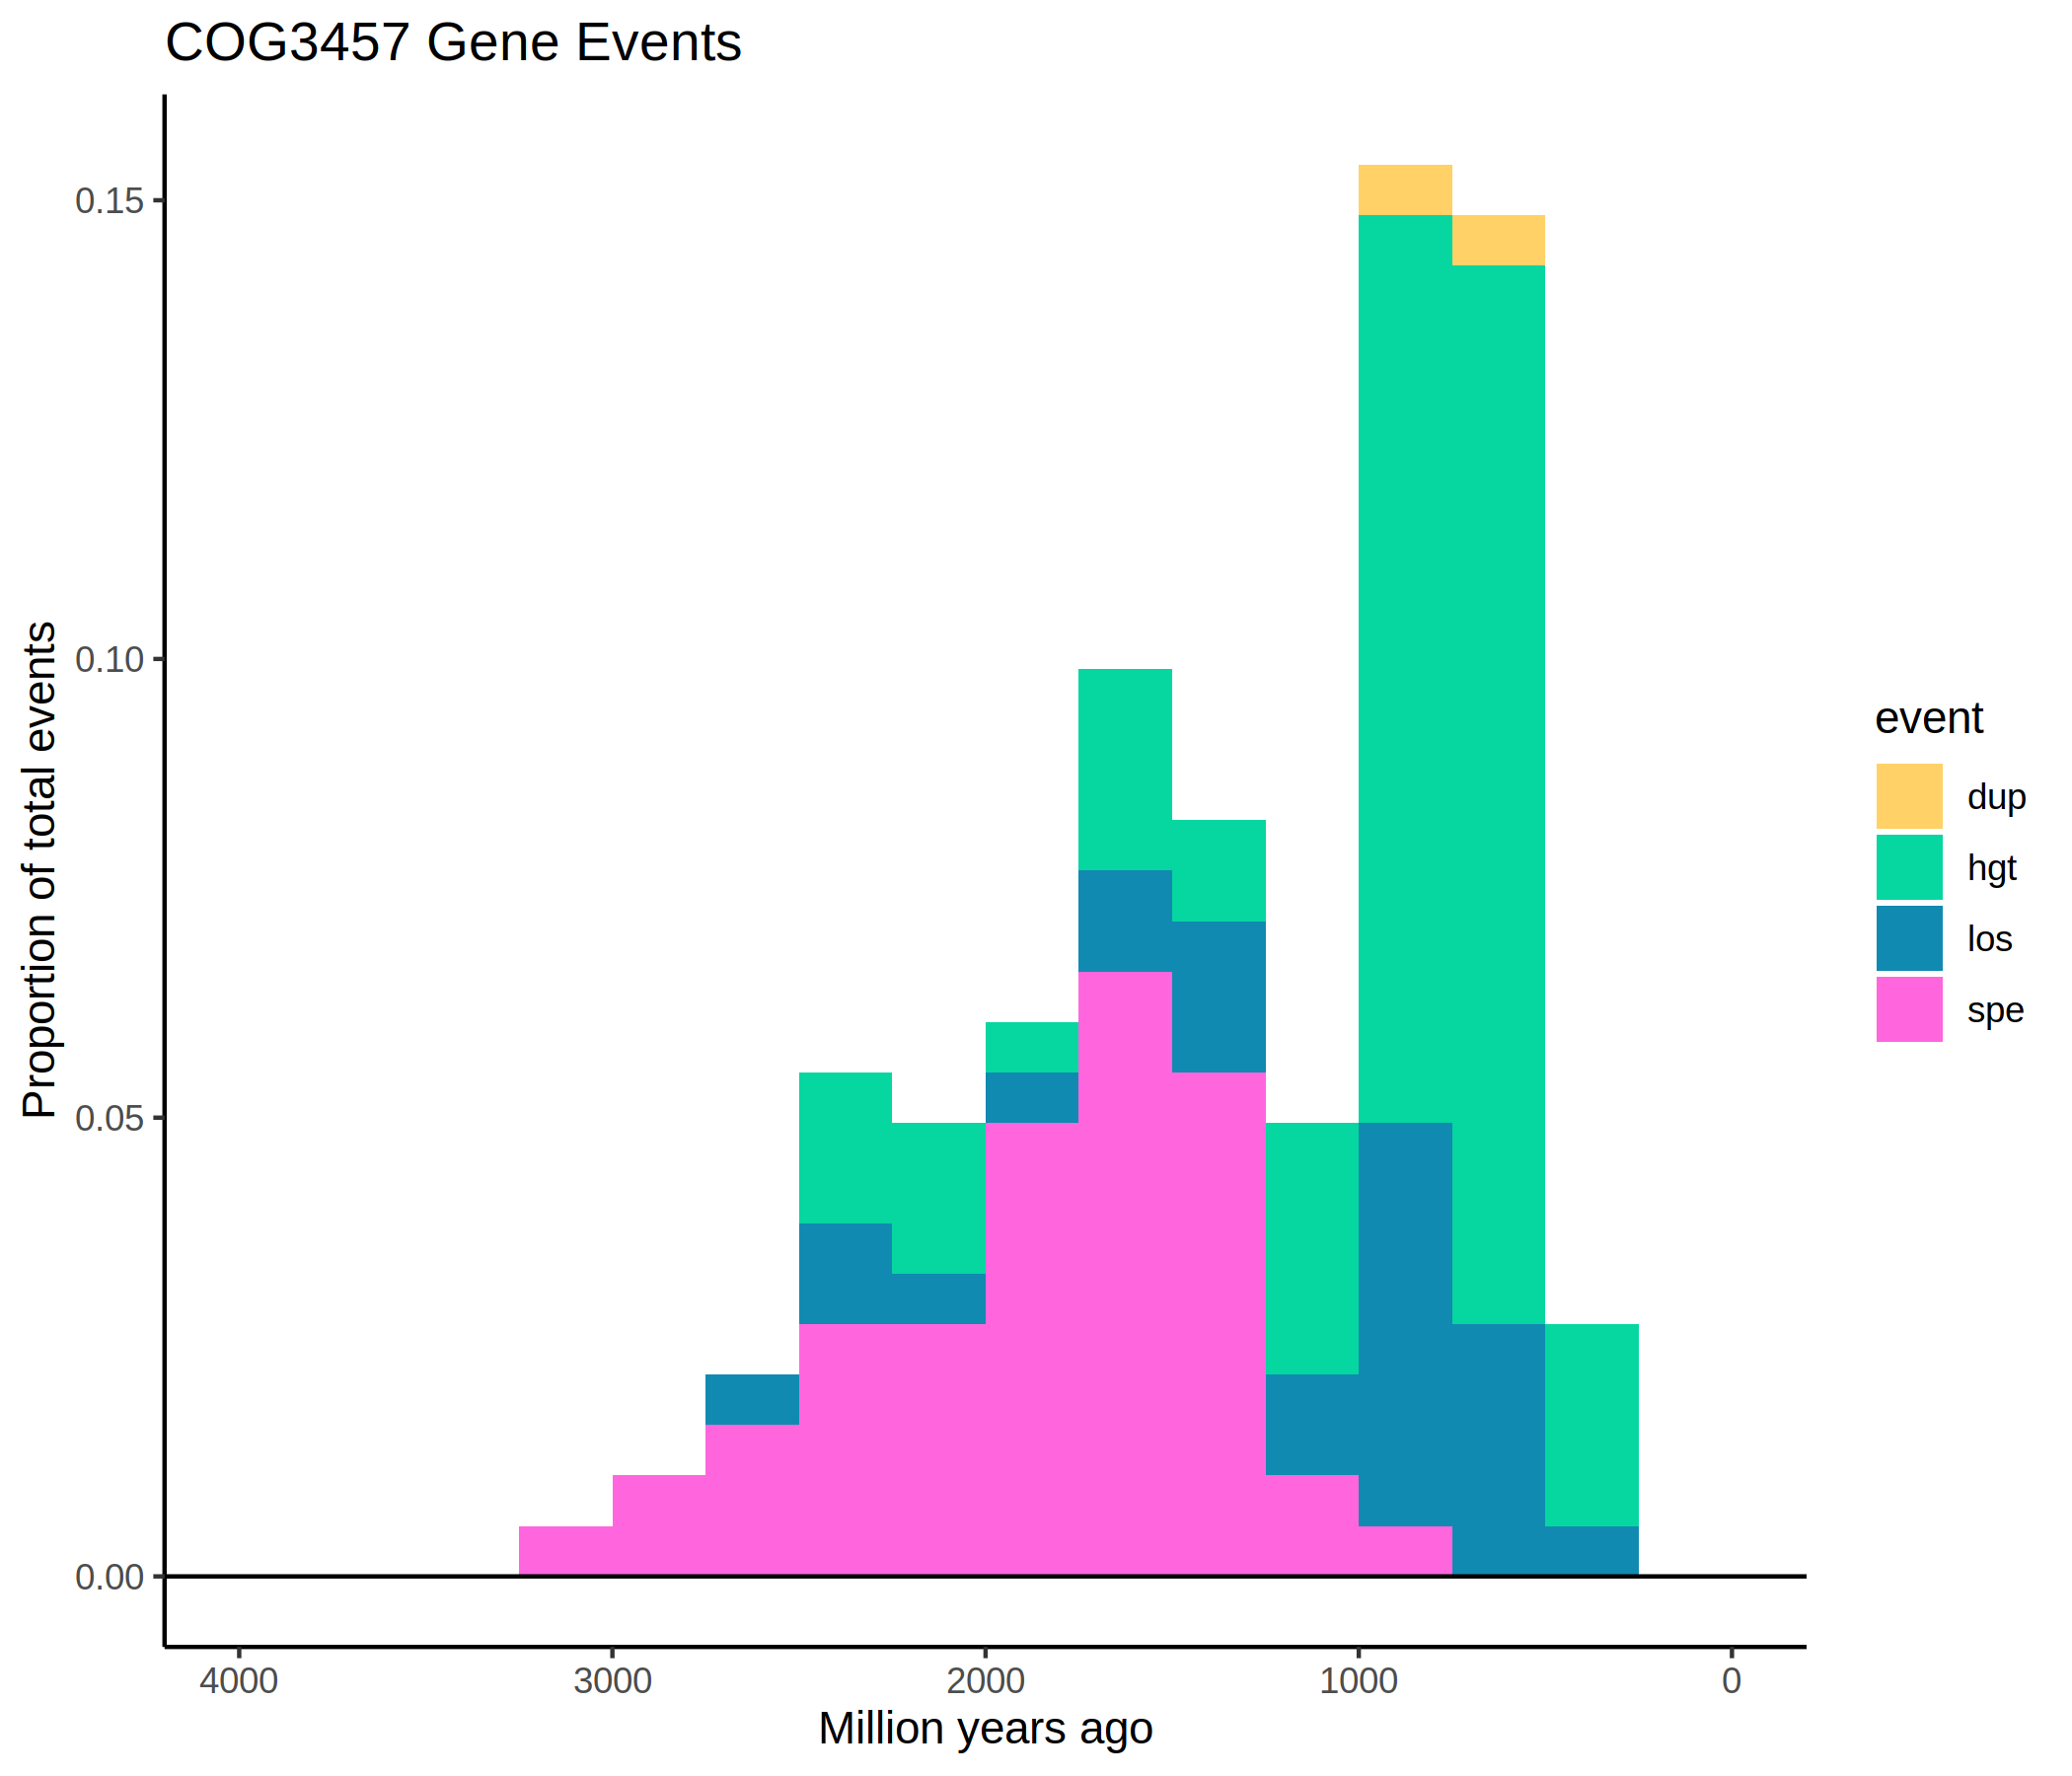 COG3457 Gene Events
Proportion of total events
0.15
0.10
0.05
0.00
4000 3000 2000 1000 0
Million years ago
event
dup
hgt
los
spe